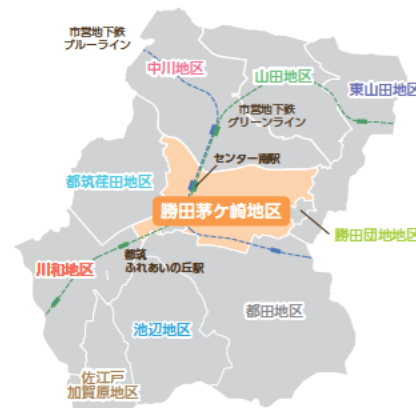 市営地下鉄
ブルーライン
中川地区
山田地区
東山田地区
市営地下鉄
グリーンライン
センター南駅
都筑荏田地区
勝田茅ケ崎地区
勝田団地地区
川和地区
都筑
ふれあいの丘駅
池辺地区
都田地区
佐江戸
加賀原地区